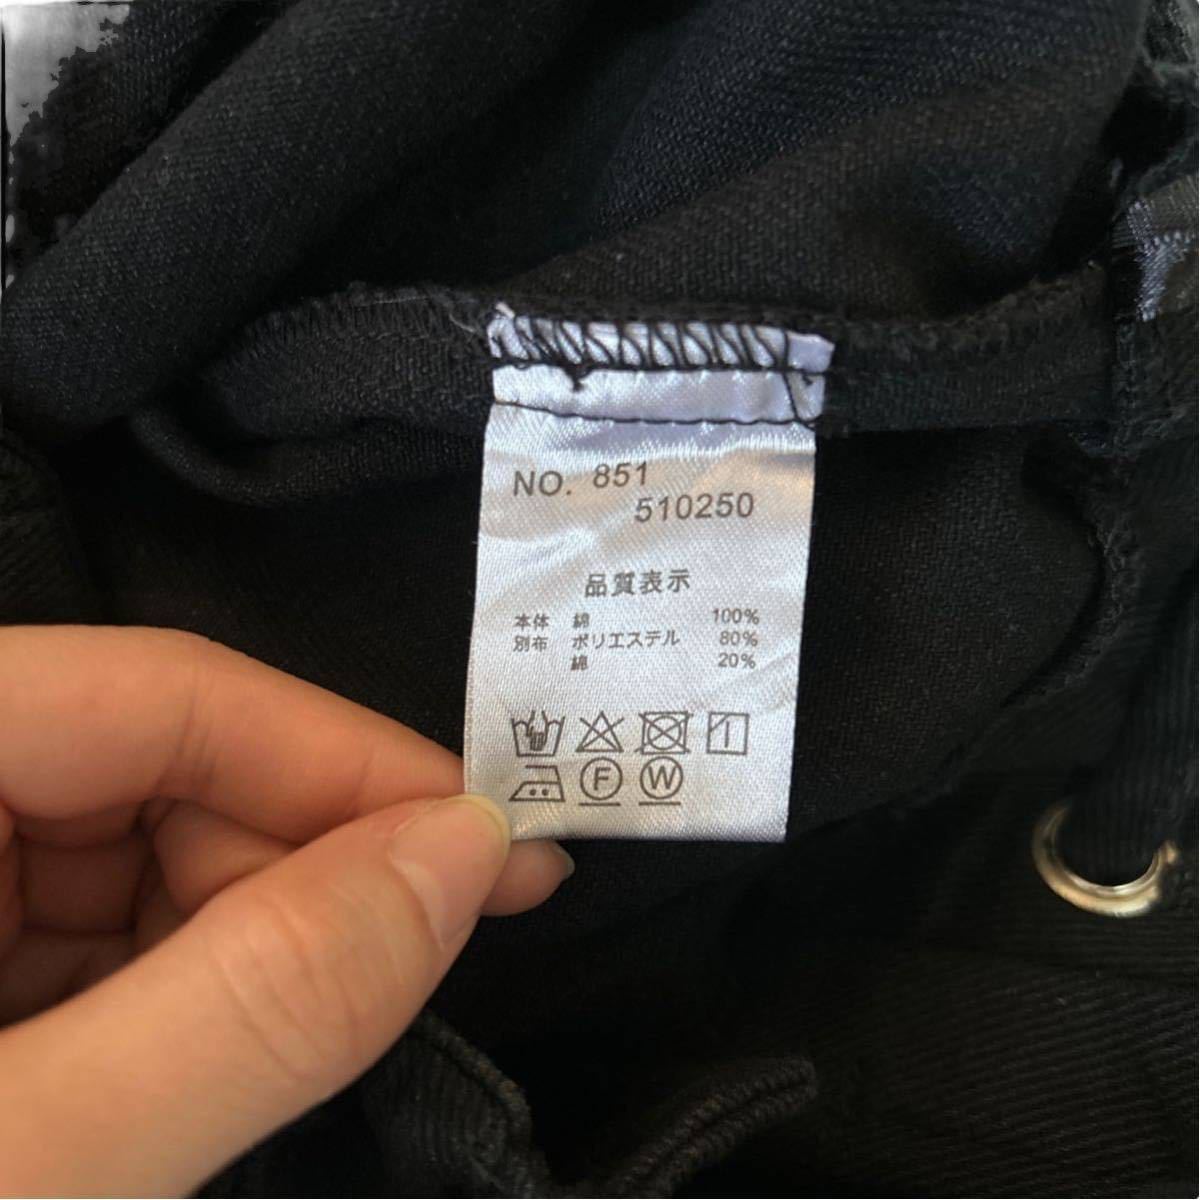 NO. 851
510250
品質表示
本体 綿 100%
別布 ポリエステル 80%
綿 20%
F W